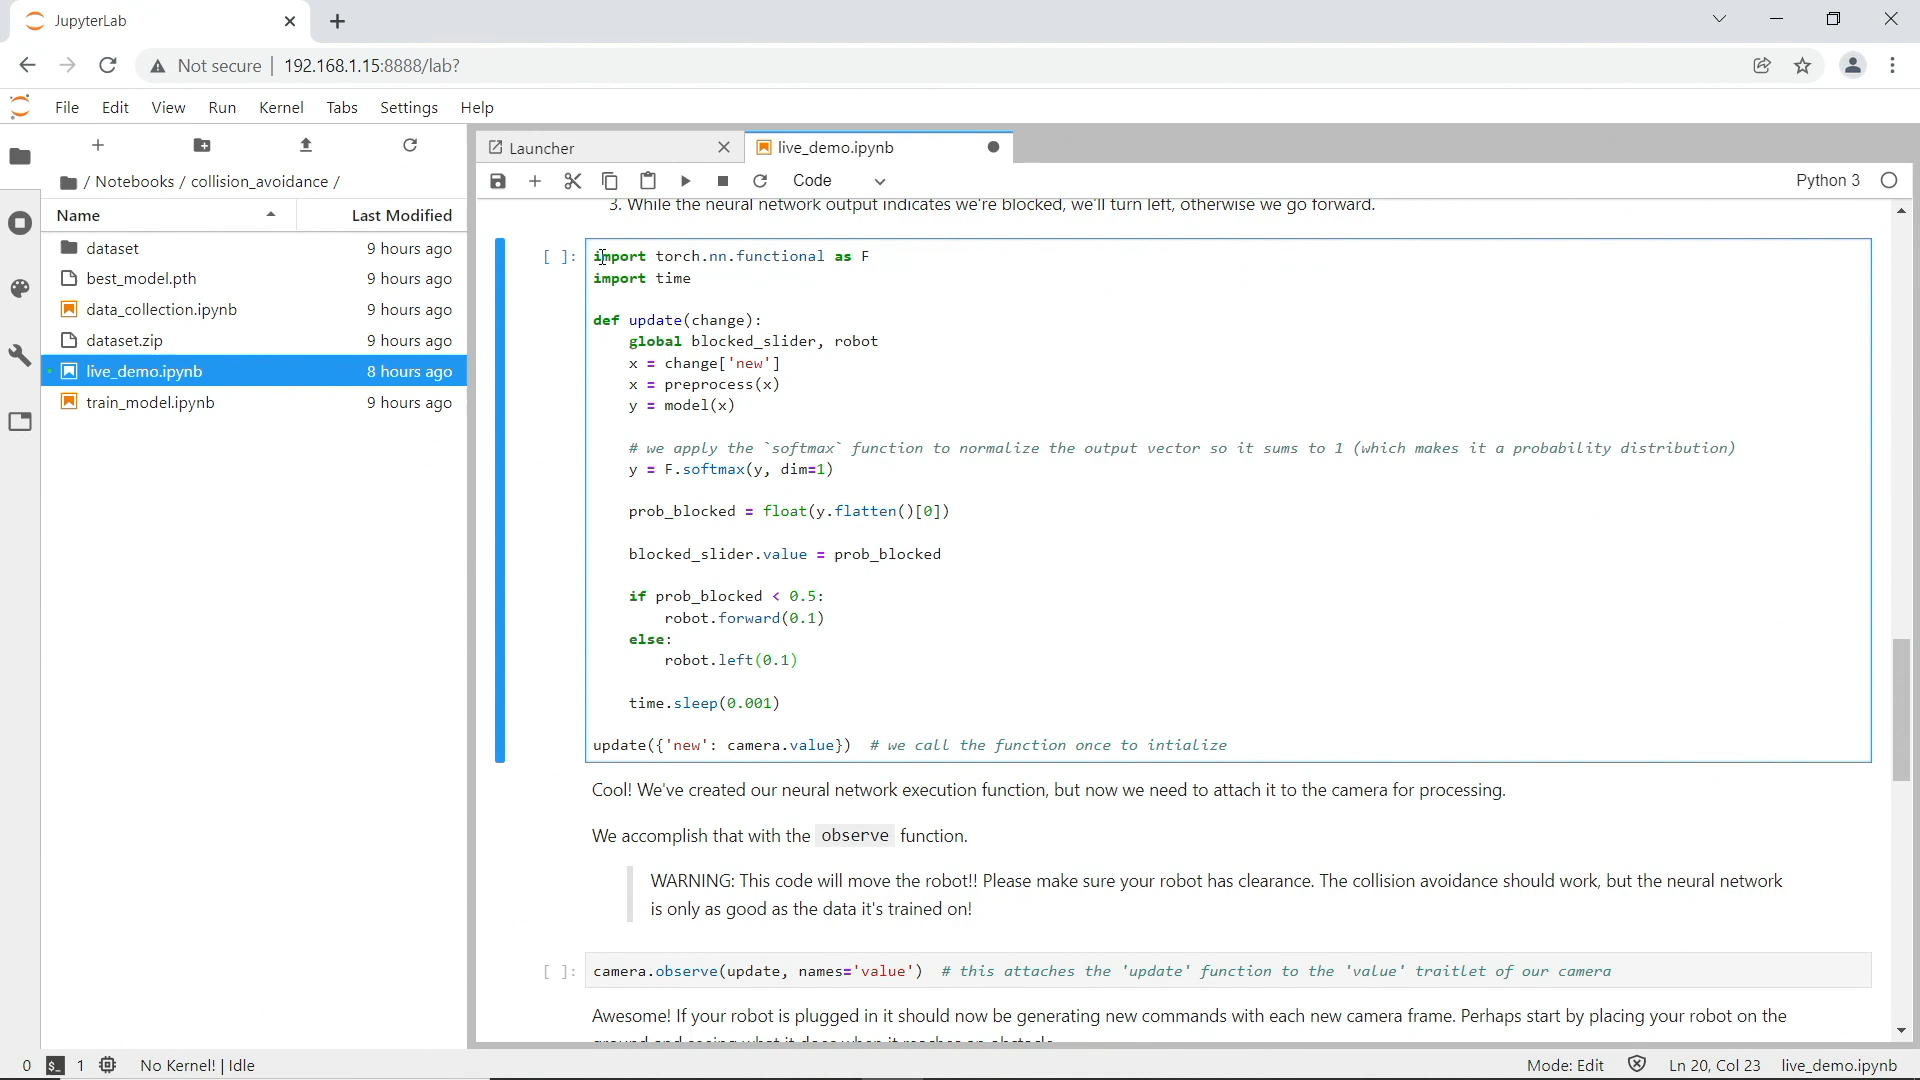 JupyterLab
Not secure | 192.168.1.15:8888/lab?
File Edit View Run Kernel Tabs Settings Help
/ Notebooks / collision_avoidance /
Name Last Modified
dataset 9 hours ago
best_model.pth 9 hours ago
data_collection.ipynb 9 hours ago
dataset.zip 9 hours ago
live_demo.ipynb 8 hours ago
train_model.ipynb 9 hours ago
Launcher
live_demo.ipynb
Code
Python 3
3. While the neural network output indicates we're blocked, we'll turn left, otherwise we go forward.
[ ]: import torch.nn.functional as F
import time
def update(change):
global blocked_slider, robot
x = change['new']
x = preprocess(x)
y = model(x)
# we apply the `softmax` function to normalize the output vector so it sums to 1 (which makes it a probability distribution)
y = F.softmax(y, dim=1)
prob_blocked = float(y.flatten()[0])
blocked_slider.value = prob_blocked
if prob_blocked < 0.5:
robot.forward(0.1)
else:
robot.left(0.1)
time.sleep(0.001)
update({'new': camera.value}) # we call the function once to intialize
Cool! We've created our neural network execution function, but now we need to attach it to the camera for processing.
We accomplish that with the observe function.
WARNING: This code will move the robot!! Please make sure your robot has clearance. The collision avoidance should work, but the neural network
is only as good as the data it's trained on!
[ ]: camera.observe(update, names='value') # this attaches the 'update' function to the 'value' traitlet of our camera
Awesome! If your robot is plugged in it should now be generating new commands with each new camera frame. Perhaps start by placing your robot on the
ground and seeing what it does when it reaches an obstacle.
0 1 No Kernel! | Idle
Mode: Edit Ln 20, Col 23 live_demo.ipynb